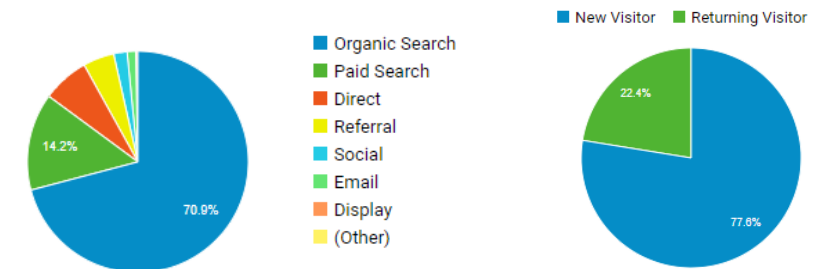 14.2%
70.9%
Organic Search
Paid Search
Direct
Referral
Social
Email
Display
(Other)
New Visitor Returning Visitor
22.4%
77.6%